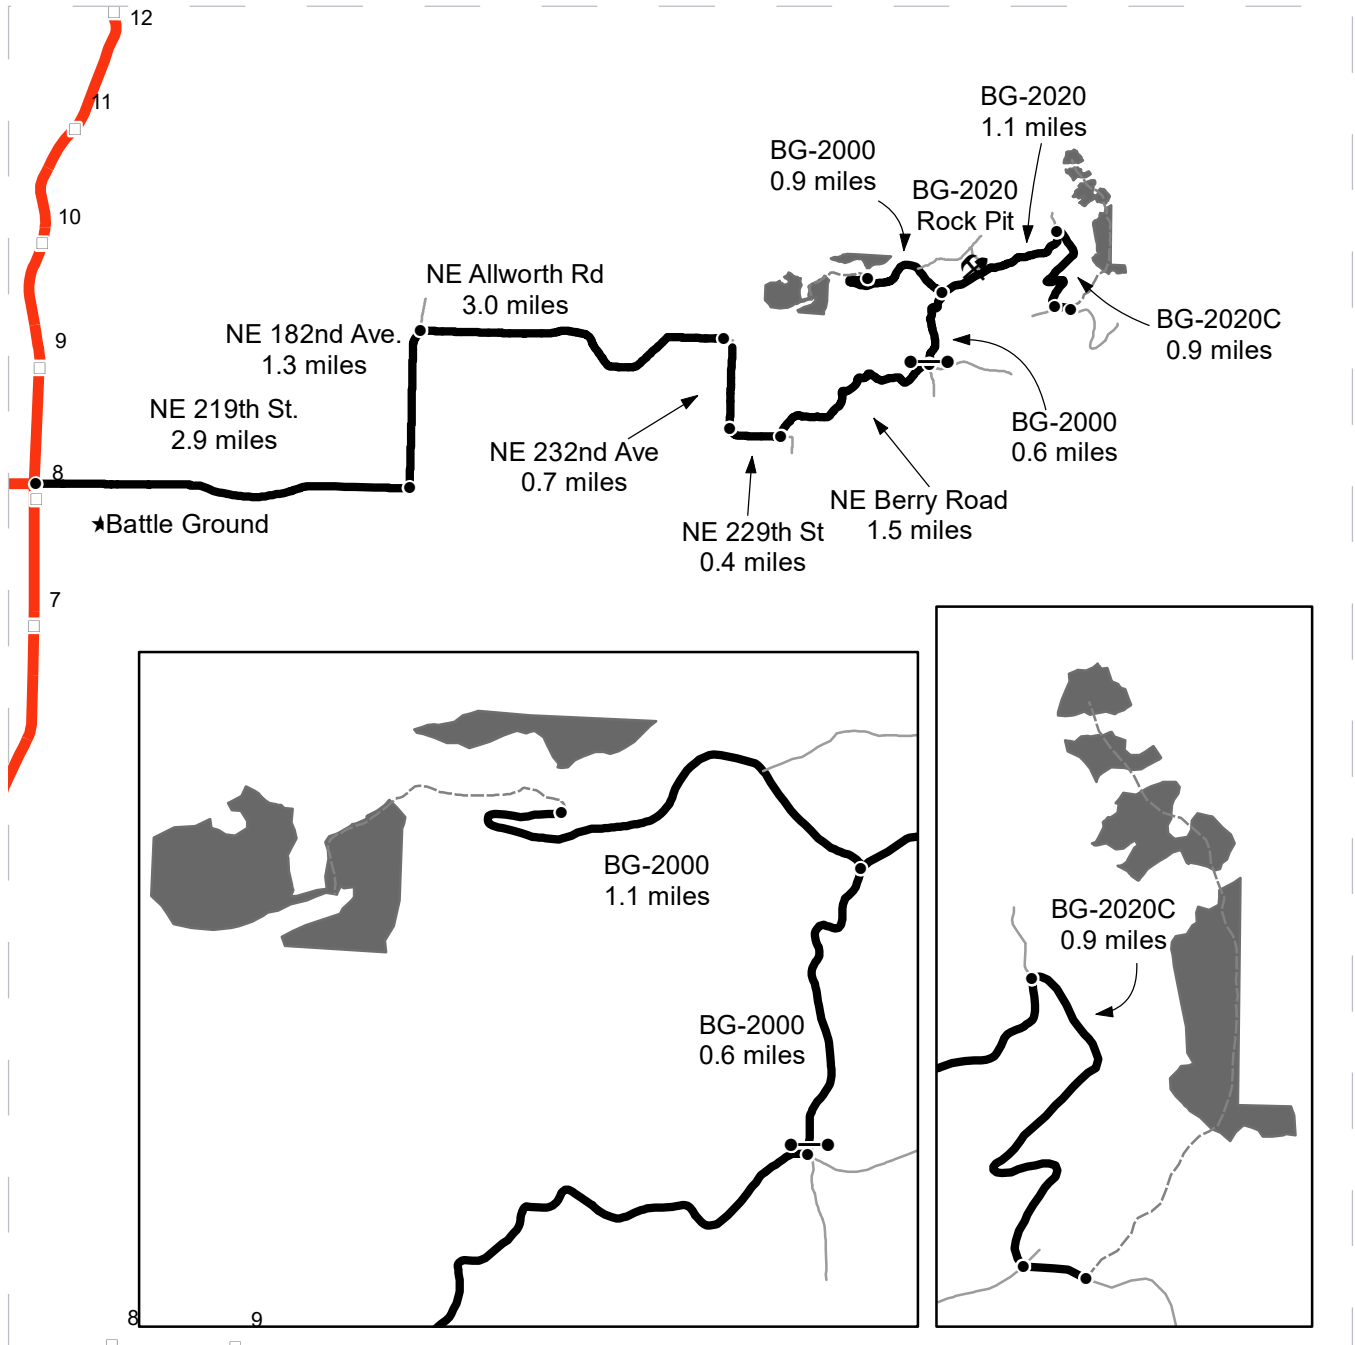 12
11
BG-2020
1.1 miles
BG-2000
0.9 miles
BG-2020
Rock Pit
10
NE Allworth Rd
3.0 miles
NE 182nd Ave.
1.3 miles
BG-2020C
0.9 miles
9
NE 219th St.
2.9 miles
BG-2000
0.6 miles
NE 232nd Ave
0.7 miles
8
NE Berry Road
1.5 miles
Battle Ground
NE 229th St
0.4 miles
7
BG-2000
1.1 miles
BG-2000
0.6 miles
BG-2020C
0.9 miles
8
9